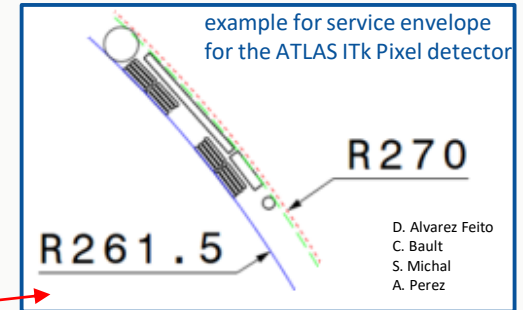 example for service envelope
for the ATLAS ITk Pixel detector
R270
D. Alvarez Feito
C. Bault
S. Michal
A. Perez
R261.5